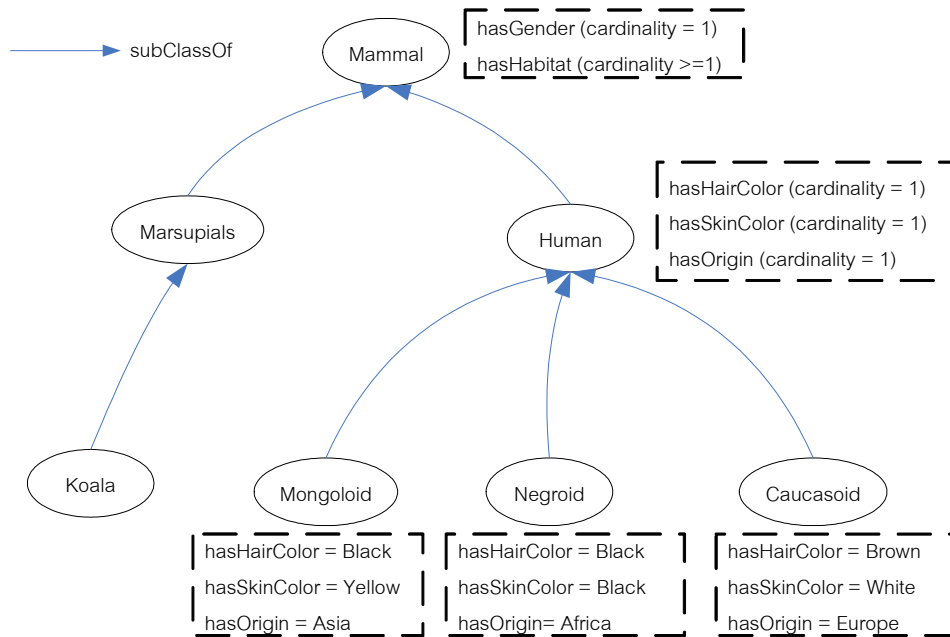 subClassOf
Mammal
hasGender (cardinality = 1)
hasHabitat (cardinality >=1)
Marsupials
Human
hasHairColor (cardinality = 1)
hasSkinColor (cardinality = 1)
hasOrigin (cardinality = 1)
Koala
Mongoloid
Negroid
Caucasoid
hasHairColor = Black
hasSkinColor = Yellow
hasOrigin = Asia
hasHairColor = Black
hasSkinColor = Black
hasOrigin= Africa
hasHairColor = Brown
hasSkinColor = White
hasOrigin = Europe